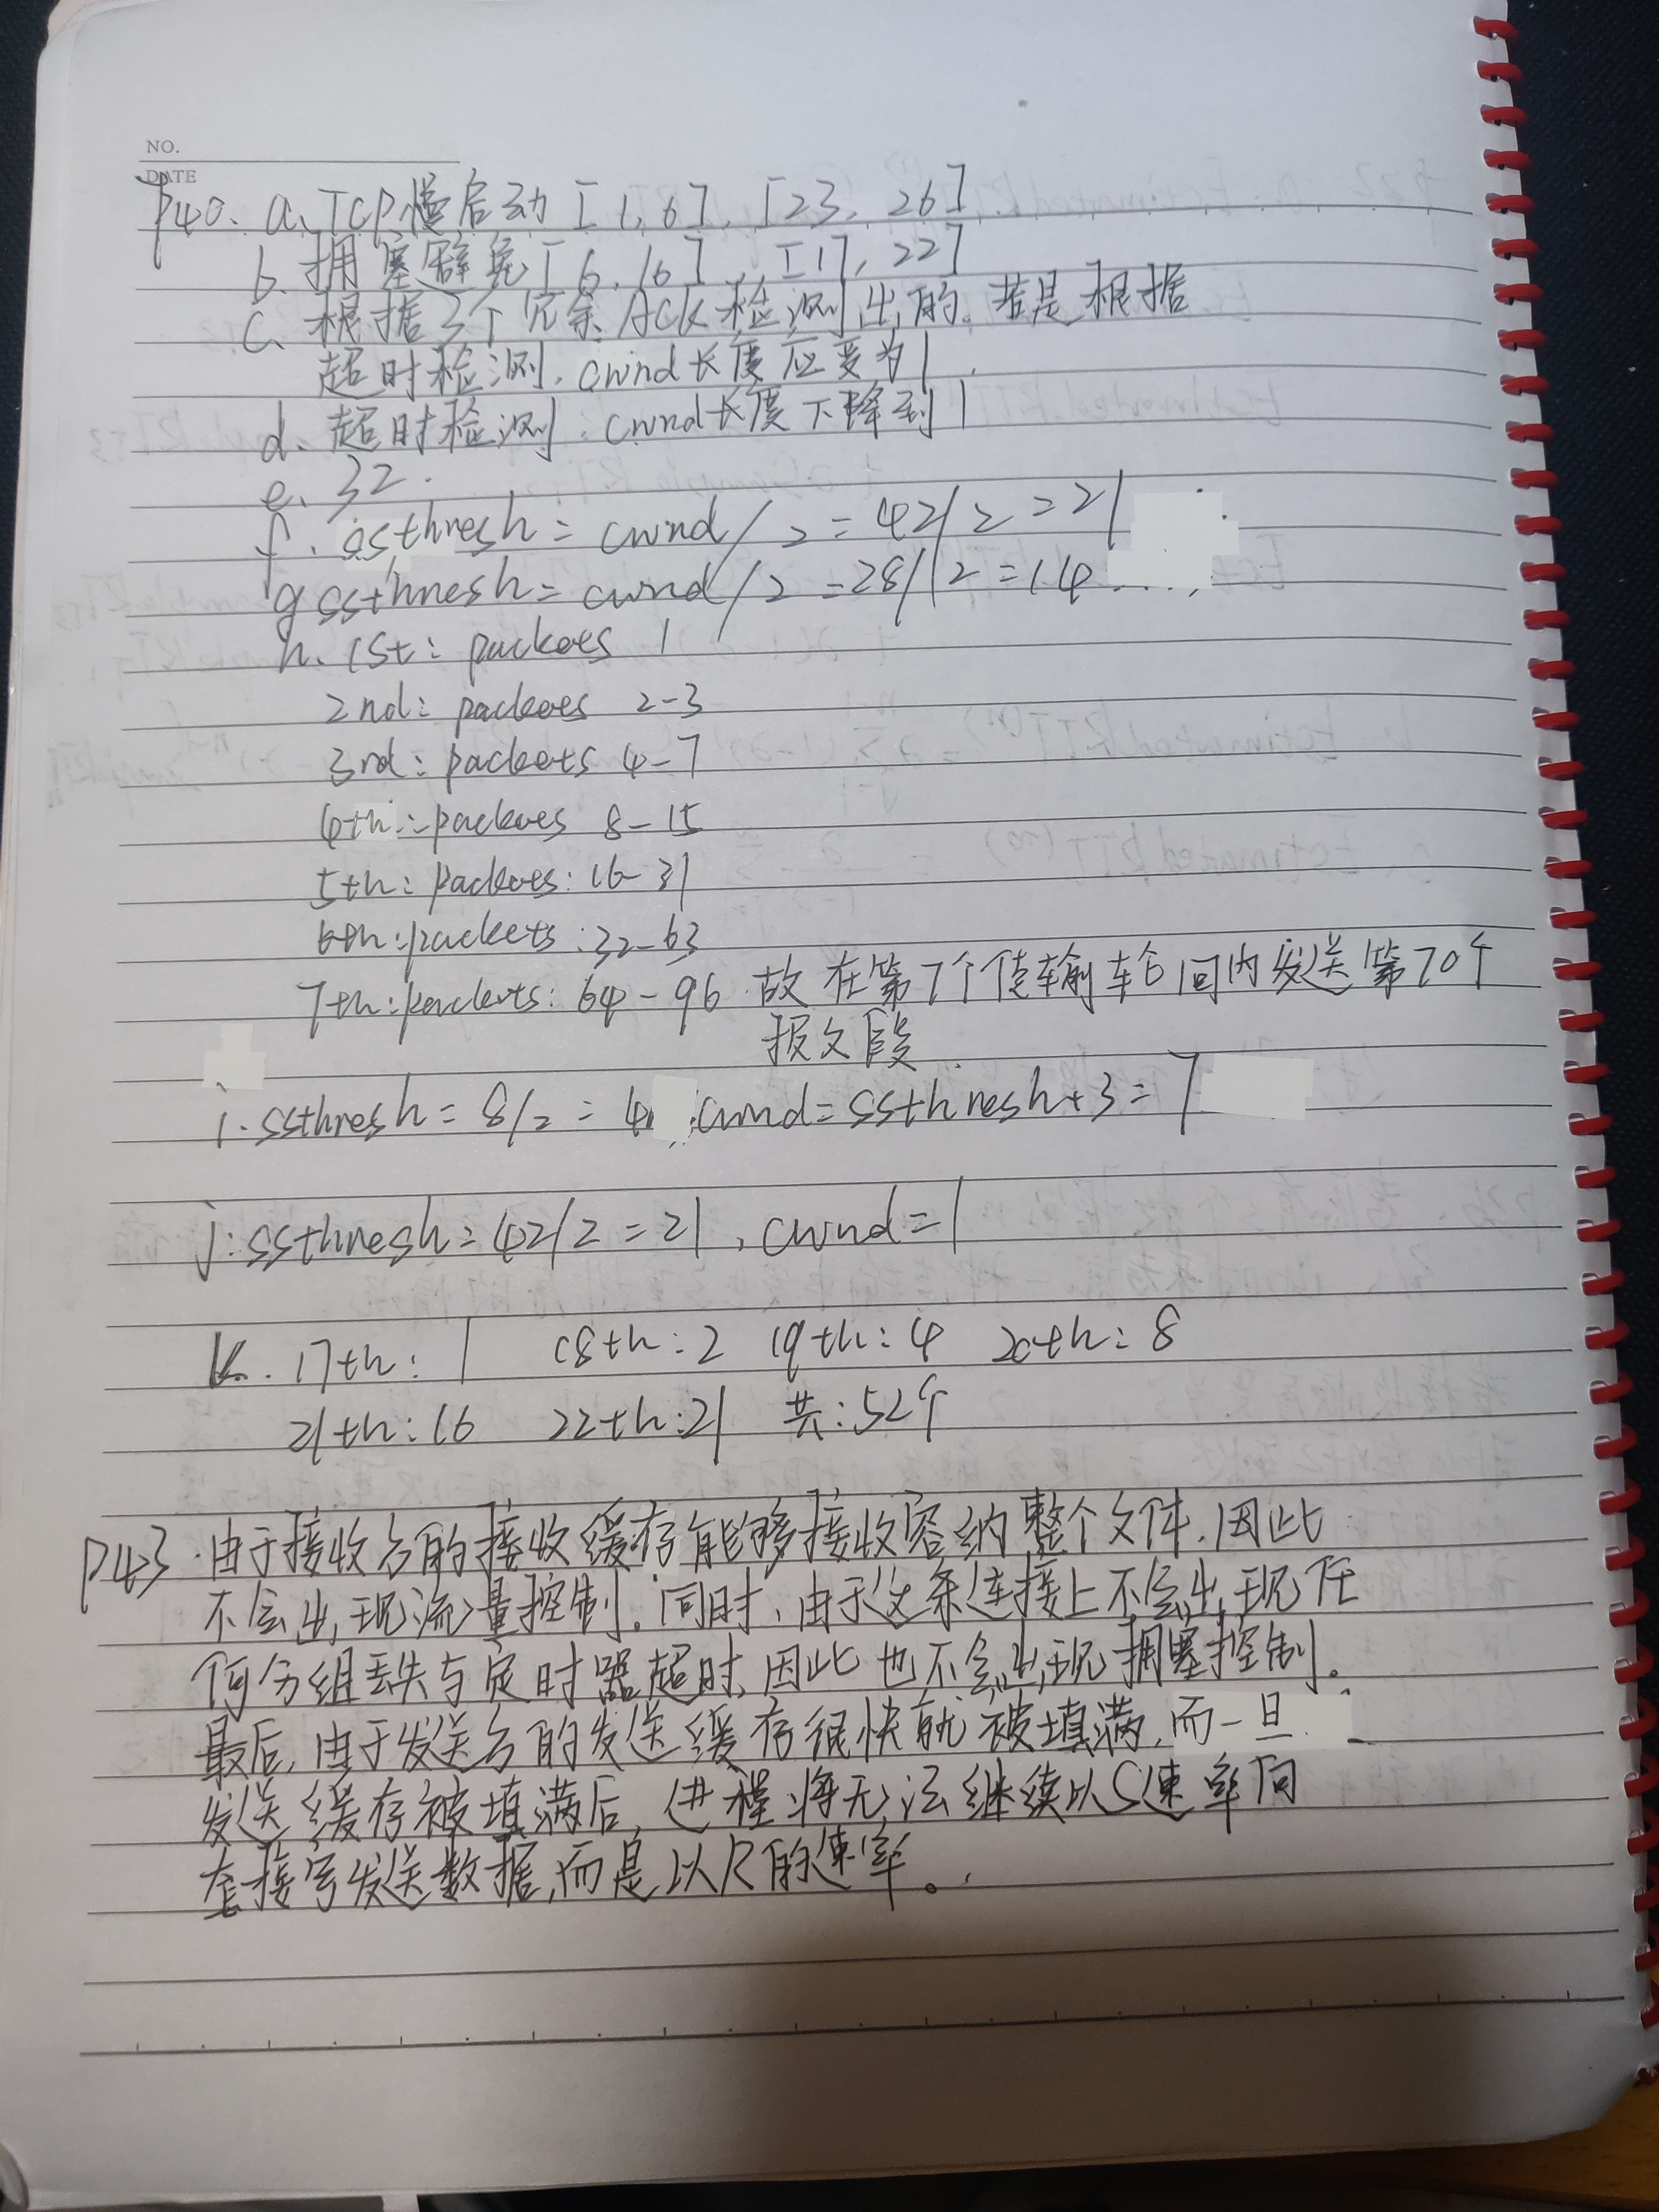 NO.
DATE
P40. a. TCP慢启动 [1,6], [23, 26]
b. 拥塞避免 [6,16], [17, 22]
c. 根据3个冗余ACK检测出的. 若是根据
超时检测. cwnd长度应变为1.
d. 超时检测. cwnd长度下降到1
e. 32.
f. ssthresh = cwnd/2 = 42/2 = 21
g ssthresh = cwnd/2 = 28/2 = 14
h. 1st: packets 1
2nd: packets 2-3
3rd: packets 4-7
4th: packets 8-15
5th: packets: 16-31
6th: packets: 32-63
7th: packets: 64-96 故在第7个传输轮回内发送第70个
报文段
i. ssthresh = 8/2 = 4 cwnd = ssthresh+3 = 7
j: ssthresh = 42/2 = 21, cwnd = 1
k. 17th: 1 18th: 2 19th: 4 20th: 8
21th: 16 22th: 21 共: 52个
P43. 由于接收方的接收缓存能够接收容纳整个文件. 因此
不会出现流量控制. 同时, 由于这条连接上不会出现任
何分组丢失与定时器超时, 因此也不会出现拥塞控制.
最后, 由于发送方的发送缓存很快就被填满, 而一旦
发送缓存被填满后, 进程将无法继续以S速率向
套接字发送数据, 而是以R的速率。